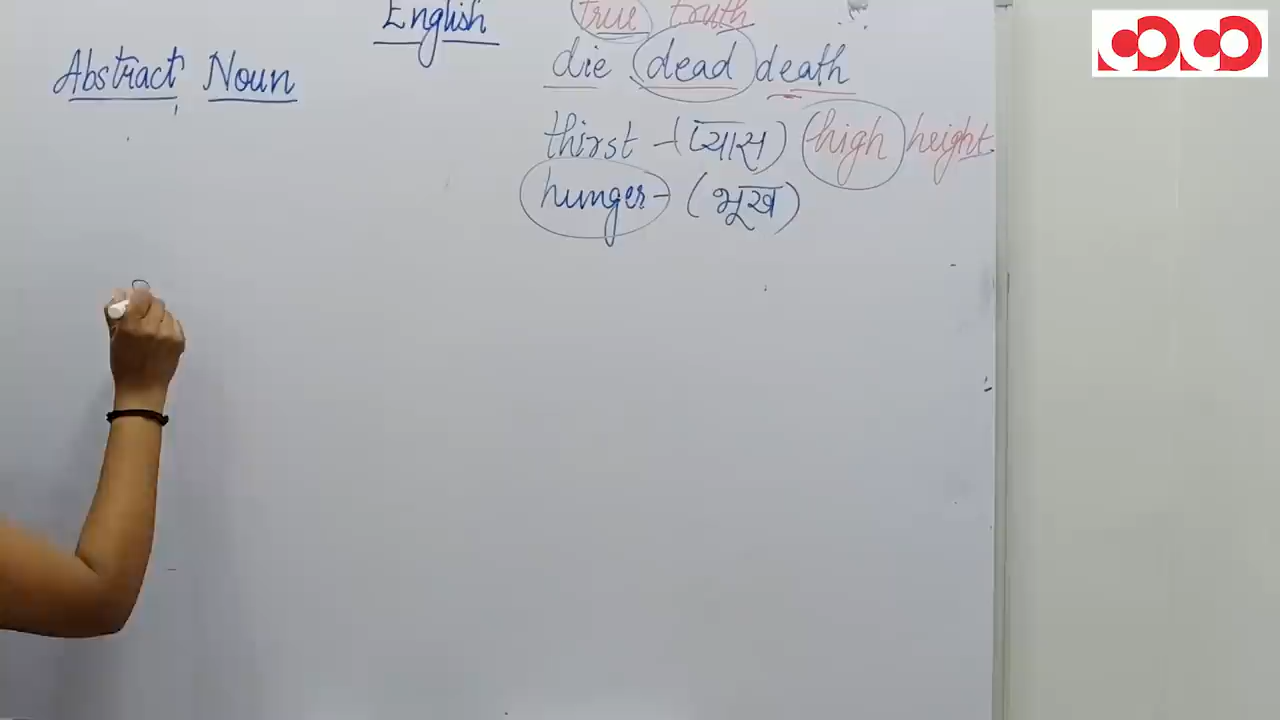 English
true truth
Abstract Noun
die dead death
thirst - (प्यास) high height
hunger - (भूख)